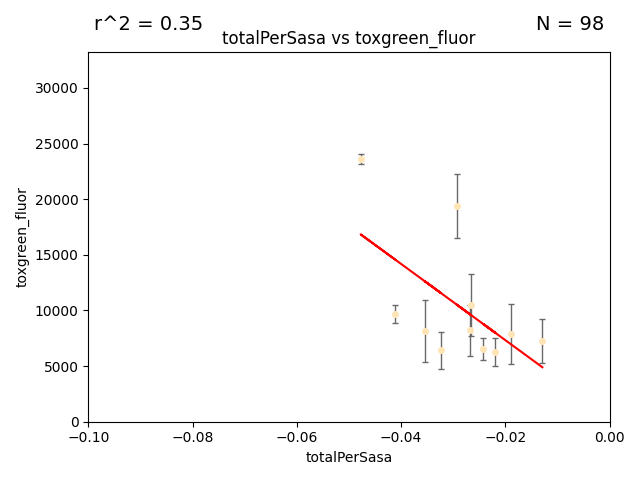 r^2 = 0.35
N = 98
totalPerSasa vs toxgreen_fluor
30000
25000
20000
15000
10000
5000
0
toxgreen_fluor
−0.10
−0.08
−0.06
−0.04
−0.02
0.00
totalPerSasa